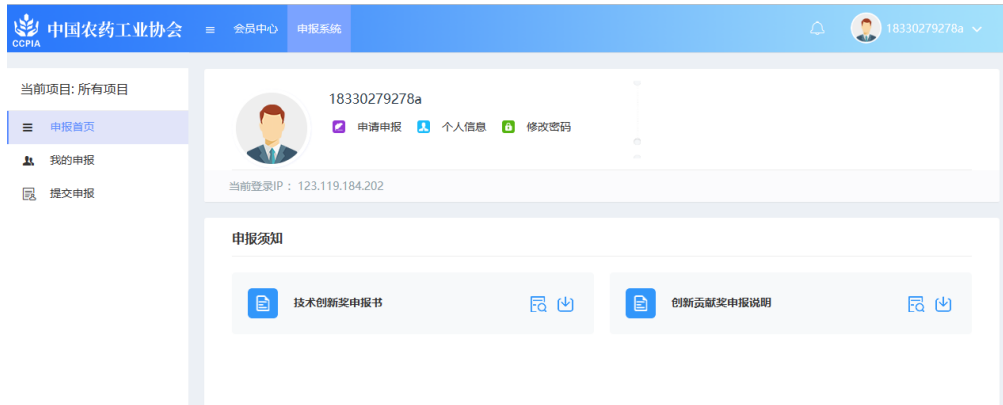 CCPIA 中国农药工业协会 会员中心 申报系统 18330279278a
当前项目: 所有项目
申报首页
我的申报
提交申报
18330279278a
申请申报 个人信息 修改密码
当前登录IP： 123.119.184.202
申报须知
技术创新奖申报书 创新贡献奖申报说明